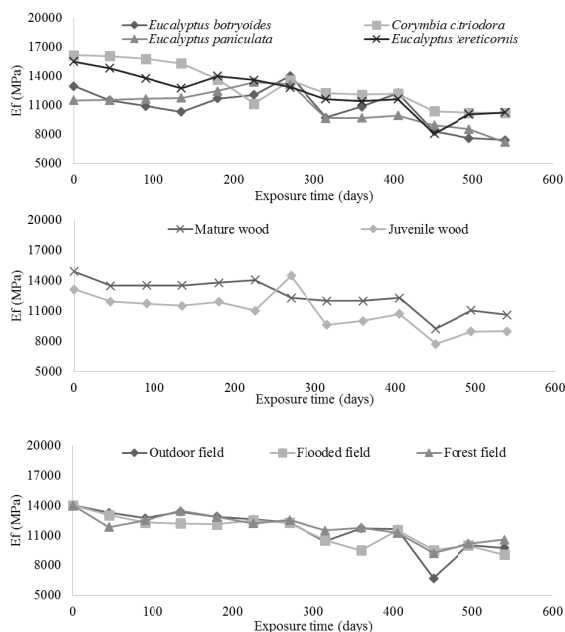 20000
17000
14000
11000
8000
5000
Ef (MPa)
Eucalyptus botryoides
Corymbia c:triodora
Eucalyptus paniculata
Eucalyptus tereticornis
0 100 200 300 400 500 600
Exposure time (days)
20000
17000
14000
11000
8000
5000
Ef (MPa)
Mature wood
Juvenile wood
0 100 200 300 400 500 600
Exposure time (days)
20000
17000
14000
11000
8000
5000
Ef (MPa)
Outdoor field
Flooded field
Forest field
0 100 200 300 400 500 600
Exposure time (days)